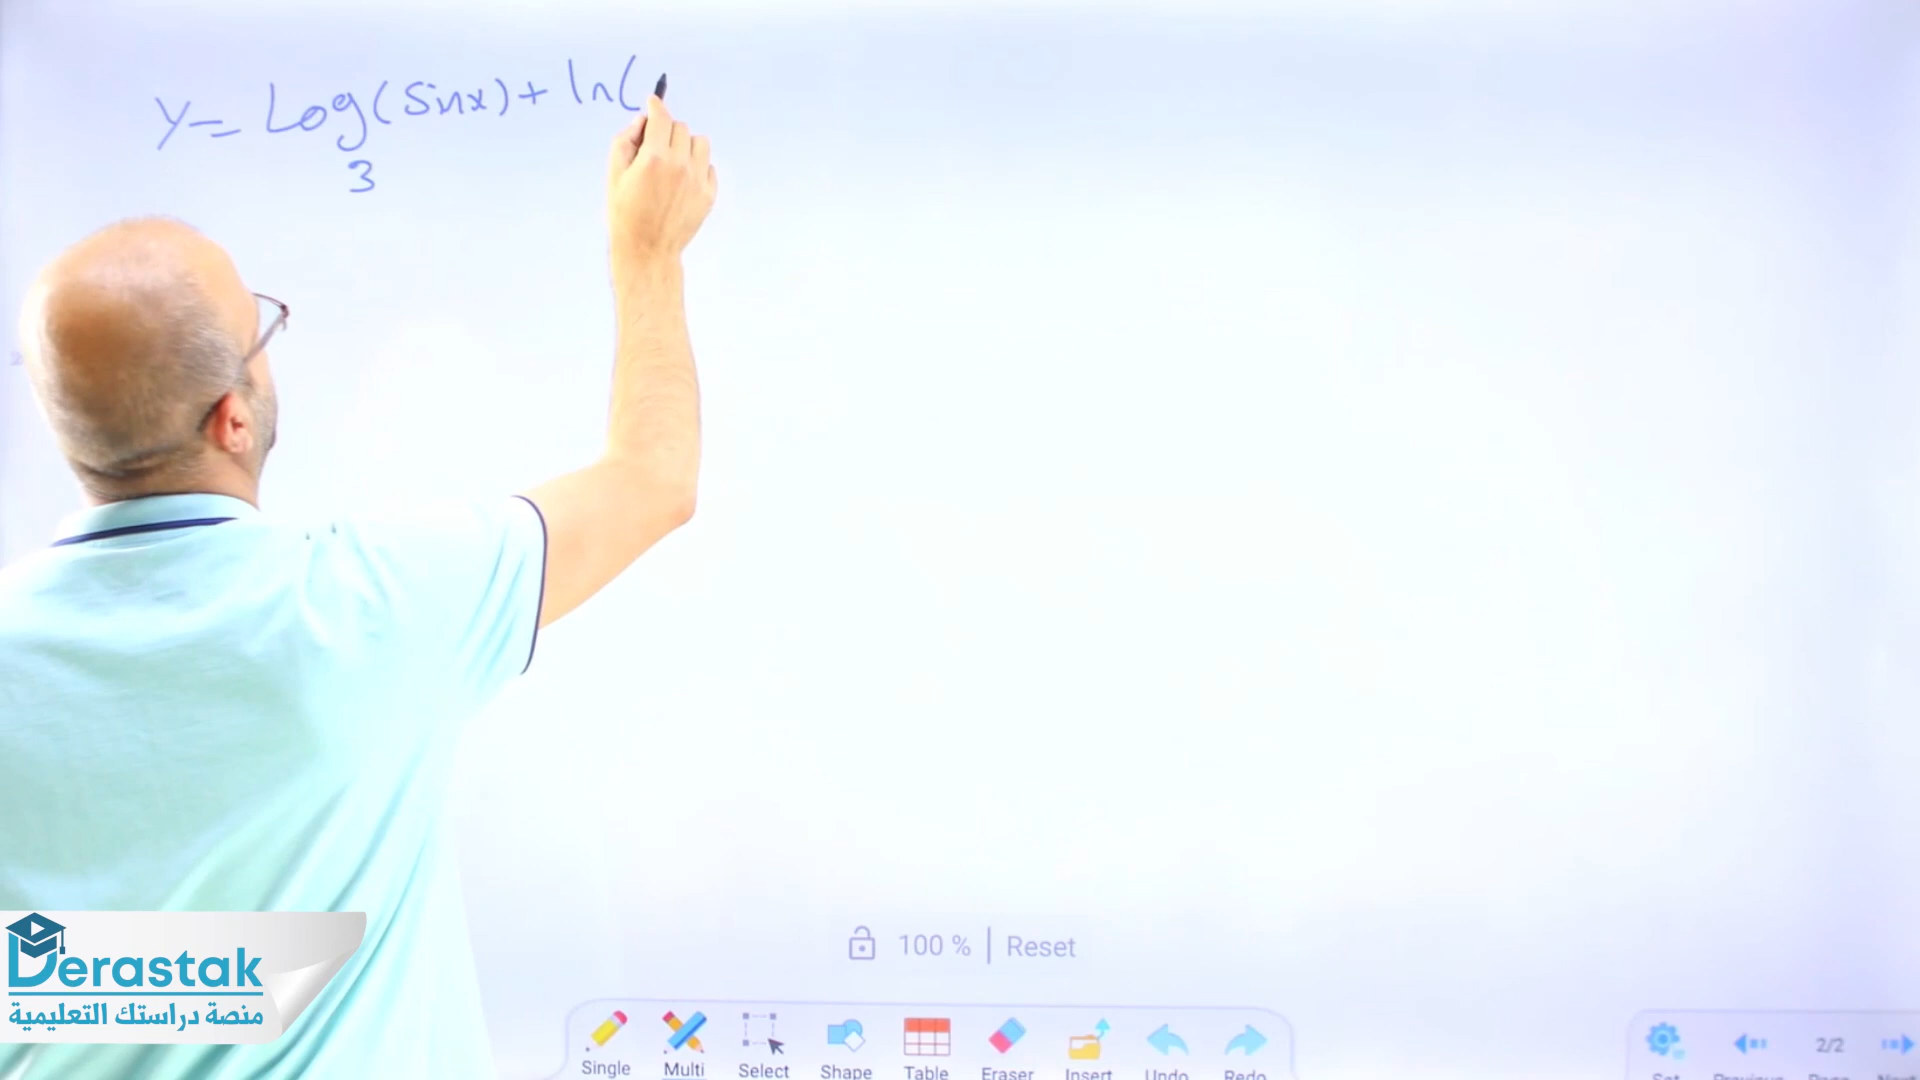 y = Log(Sinx) + ln(
3
100 % | Reset
Single Multi Select Shape Table Eraser Insert Undo Redo
2/2
Derastak
منصة دراستك التعليمية